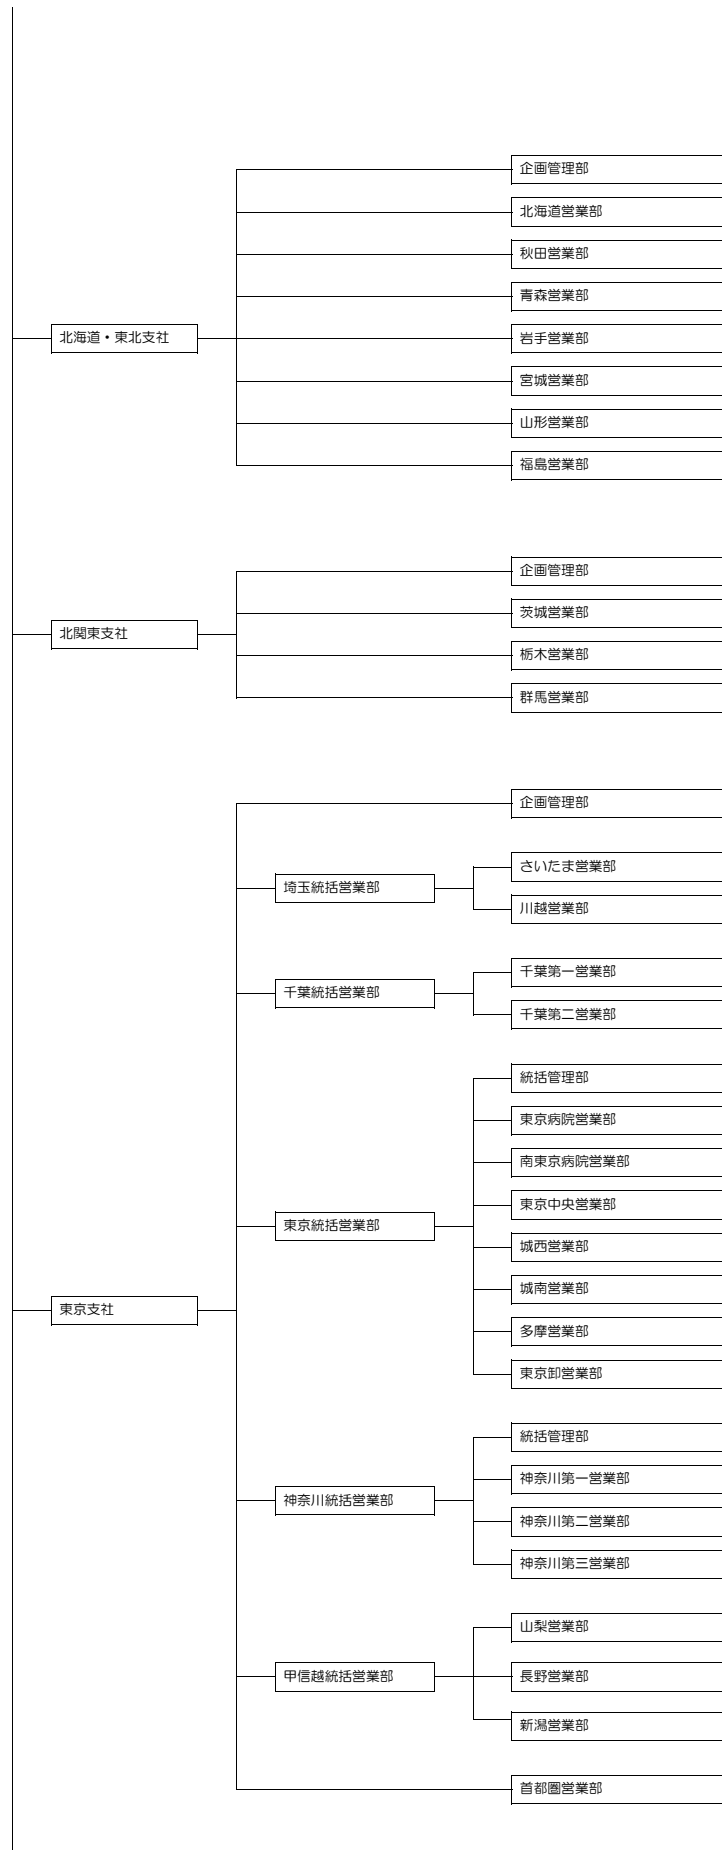 企画管理部
北海道営業部
秋田営業部
青森営業部
北海道・東北支社
岩手営業部
宮城営業部
山形営業部
福島営業部
企画管理部
茨城営業部
北関東支社
栃木営業部
群馬営業部
企画管理部
さいたま営業部
埼玉統括営業部
川越営業部
千葉第一営業部
千葉統括営業部
千葉第二営業部
統括管理部
東京病院営業部
南東京病院営業部
東京中央営業部
東京統括営業部
城西営業部
城南営業部
東京支社
多摩営業部
東京卸営業部
統括管理部
神奈川第一営業部
神奈川統括営業部
神奈川第二営業部
神奈川第三営業部
山梨営業部
甲信越統括営業部
長野営業部
新潟営業部
首都圏営業部